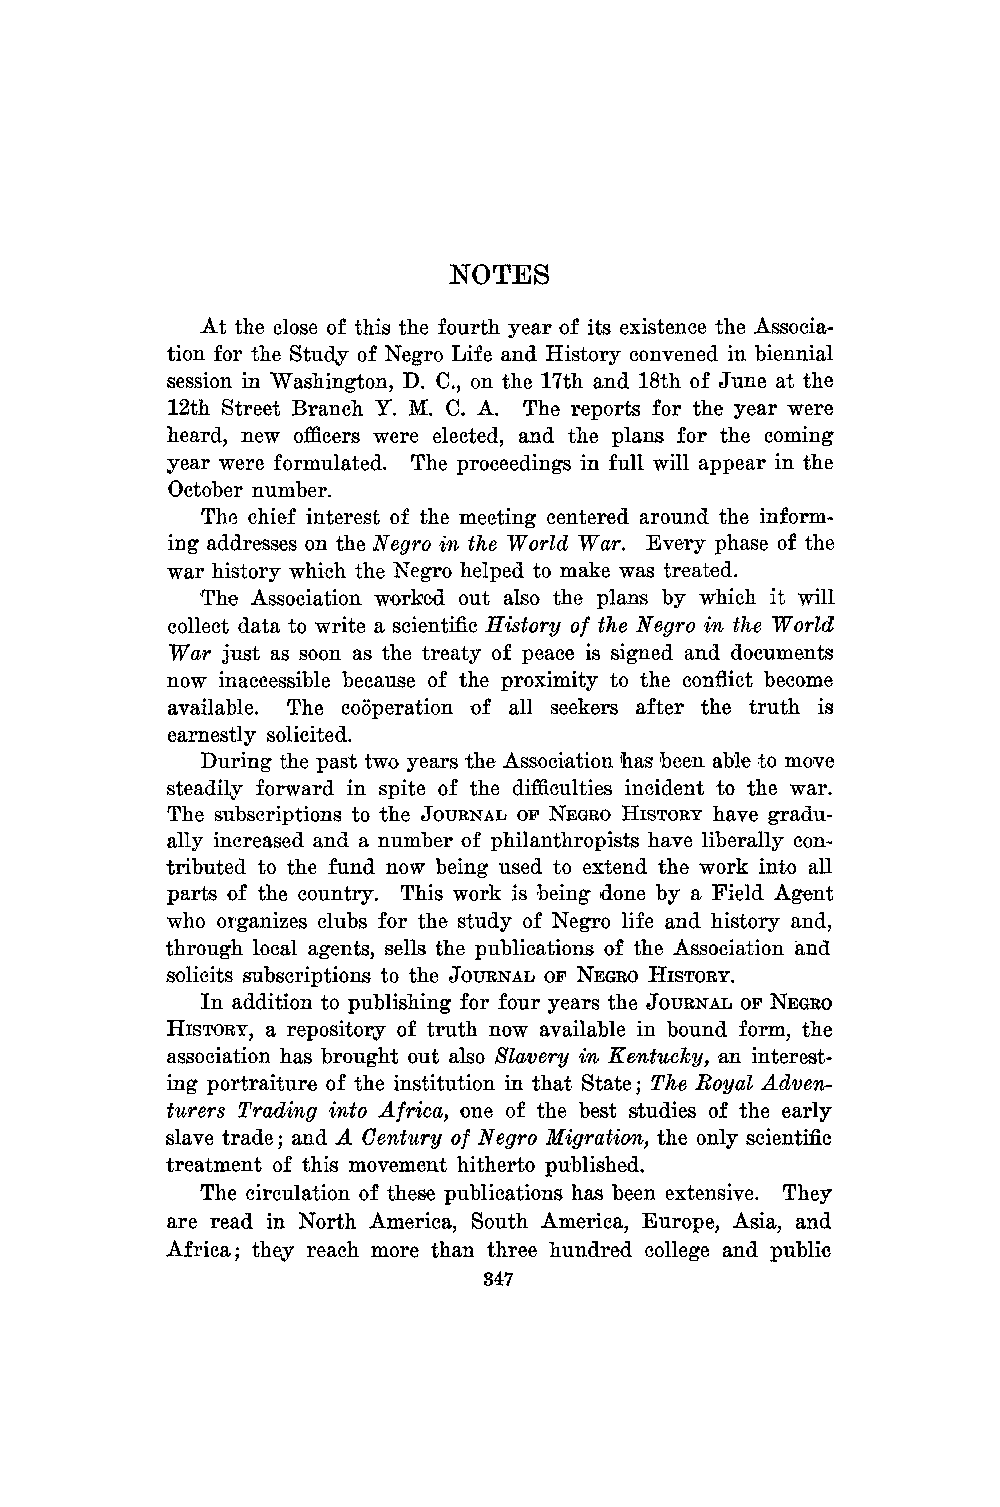 NOTES
At the close of this the fourth year of its existence the Associa-
tion for the Study of Negro Life and History convened in biennial
session in Washington, D. C., on the 17th and 18th of June at the
12th Street Branch Y. M. C. A. The reports for the year were
heard, new officers were elected, and the plans for the coming
year were formulated. The proceedings in full will appear in the
October number.
The chief interest of the meeting centered around the inform-
ing addresses on the Negro in the World War. Every phase of the
war history which the Negro helped to make was treated.
The Association worked out also the plans by which it will
collect data to write a scientific History of the Negro in the World
War just as soon as the treaty of peace is signed and documents
now inaccessible because of the proximity to the conflict become
available. The coöperation of all seekers after the truth is
earnestly solicited.
During the past two years the Association has been able to move
steadily forward in spite of the difficulties incident to the war.
The subscriptions to the JOURNAL OF NEGRO HISTORY have gradu-
ally increased and a number of philanthropists have liberally con-
tributed to the fund now being used to extend the work into all
parts of the country. This work is being done by a Field Agent
who organizes clubs for the study of Negro life and history and,
through local agents, sells the publications of the Association and
solicits subscriptions to the JOURNAL OF NEGRO HISTORY.
In addition to publishing for four years the JOURNAL OF NEGRO
HISTORY, a repository of truth now available in bound form, the
association has brought out also Slavery in Kentucky, an interest-
ing portraiture of the institution in that State; The Royal Adven-
turers Trading into Africa, one of the best studies of the early
slave trade; and A Century of Negro Migration, the only scientific
treatment of this movement hitherto published.
The circulation of these publications has been extensive. They
are read in North America, South America, Europe, Asia, and
Africa; they reach more than three hundred college and public
347